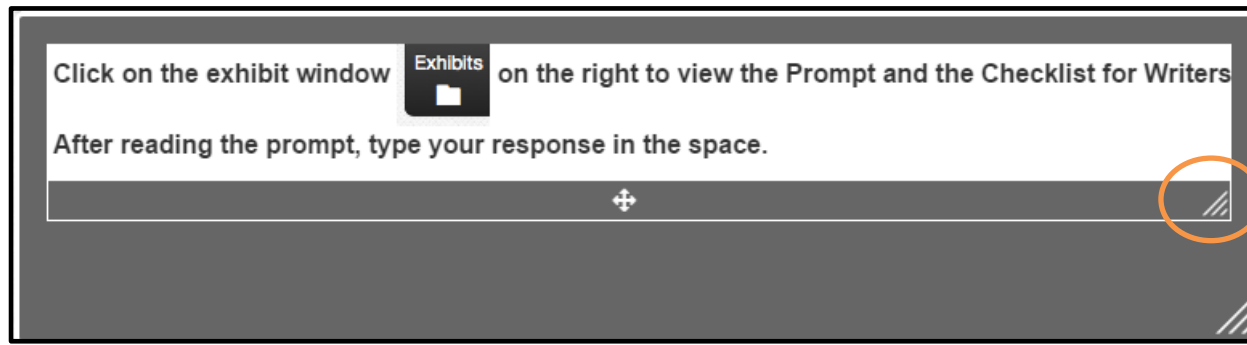 Click on the exhibit window Exhibits on the right to view the Prompt and the Checklist for Writers
After reading the prompt, type your response in the space.